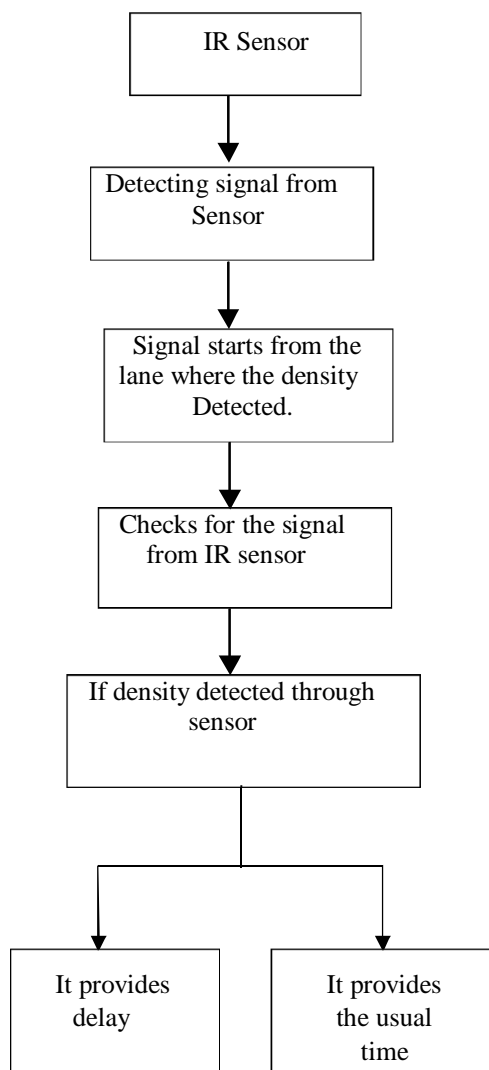 IR Sensor
Detecting signal from
Sensor
Signal starts from the
lane where the density
Detected.
Checks for the signal
from IR sensor
If density detected through
sensor
It provides
delay
It provides
the usual
time